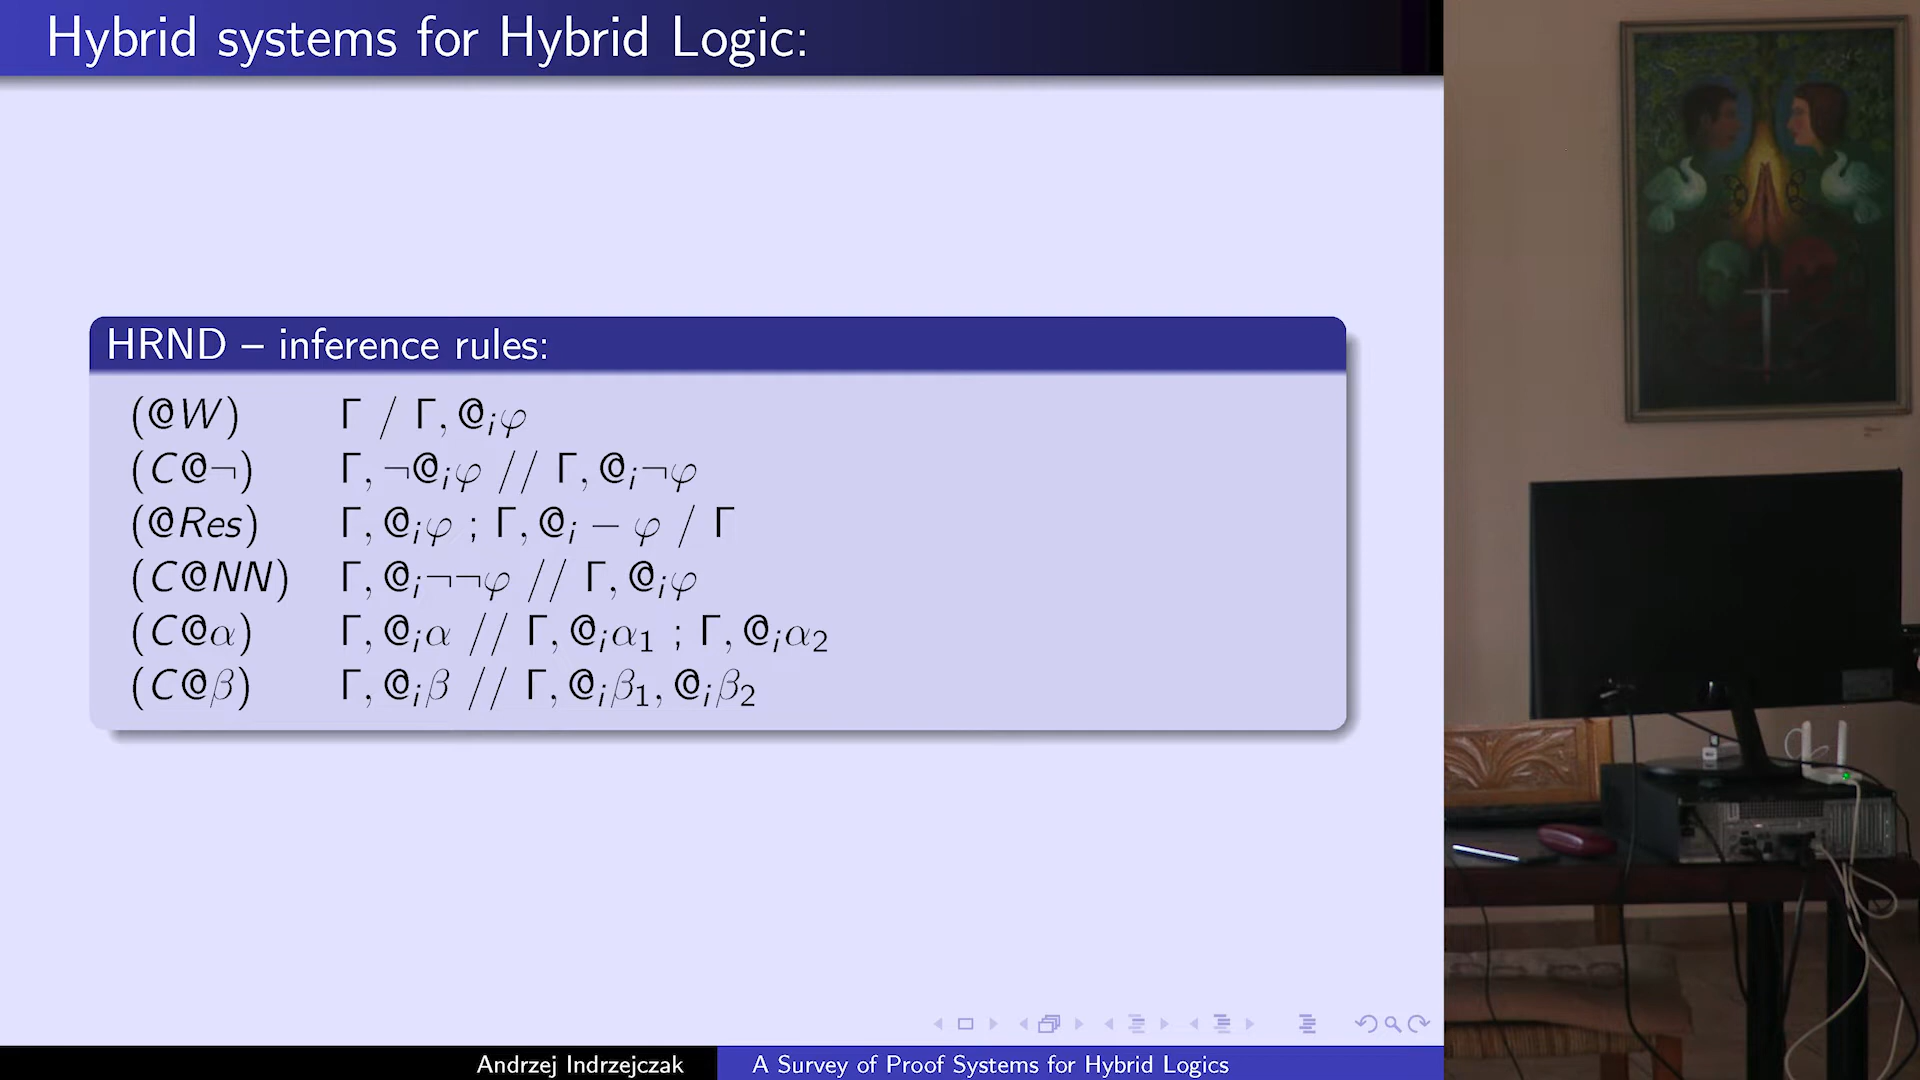 Hybrid systems for Hybrid Logic:
HRND – inference rules:
(@W) Γ / Γ, @ᵢφ
(C@¬) Γ, ¬@ᵢφ // Γ, @ᵢ¬φ
(@Res) Γ, @ᵢφ ; Γ, @ᵢ − φ / Γ
(C@NN) Γ, @ᵢ¬¬φ // Γ, @ᵢφ
(C@α) Γ, @ᵢα // Γ, @ᵢα₁ ; Γ, @ᵢα₂
(C@β) Γ, @ᵢβ // Γ, @ᵢβ₁, @ᵢβ₂
Andrzej Indrzejczak A Survey of Proof Systems for Hybrid Logics